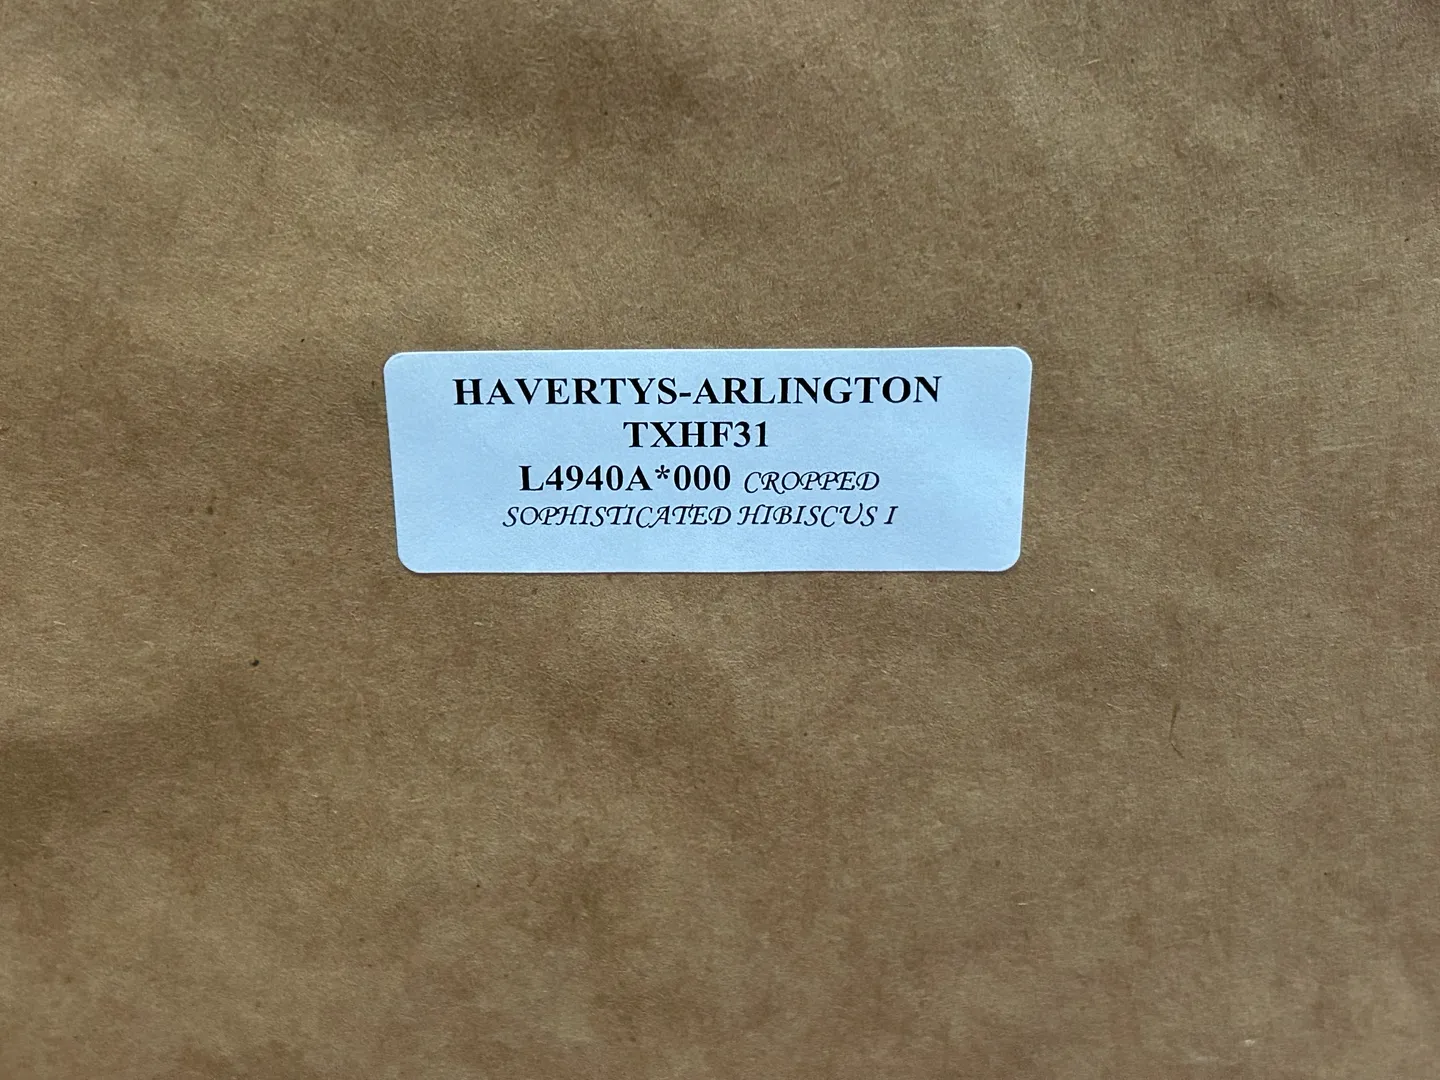 HAVERTYS-ARLINGTON
TXHF31
L4940A*000 CROPPED
SOPHISTICATED HIBISCUS I